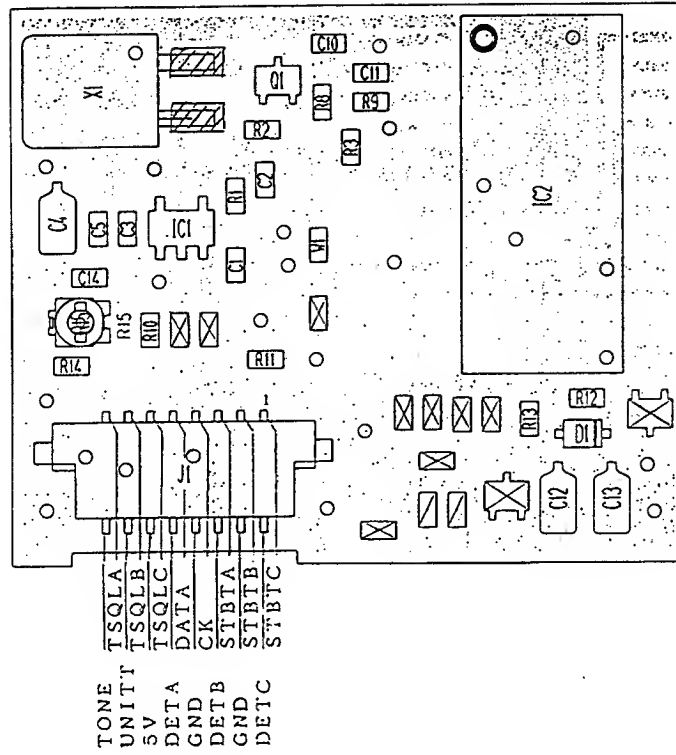 C10
C11
Q1
R8
R9
X1
R2
R3
C4
C5
C3
IC1
R1
C2
IC2
C1
W1
C14
R15
R10
R14
R11
1
R13
R12
D1
J1
C12
C13
TONE
TSQLA
UNITT
TSQLB
5V
TSQLC
DETA
DATA
GND
CK
DETB
STBTA
GND
STBTB
DETC
STBTC